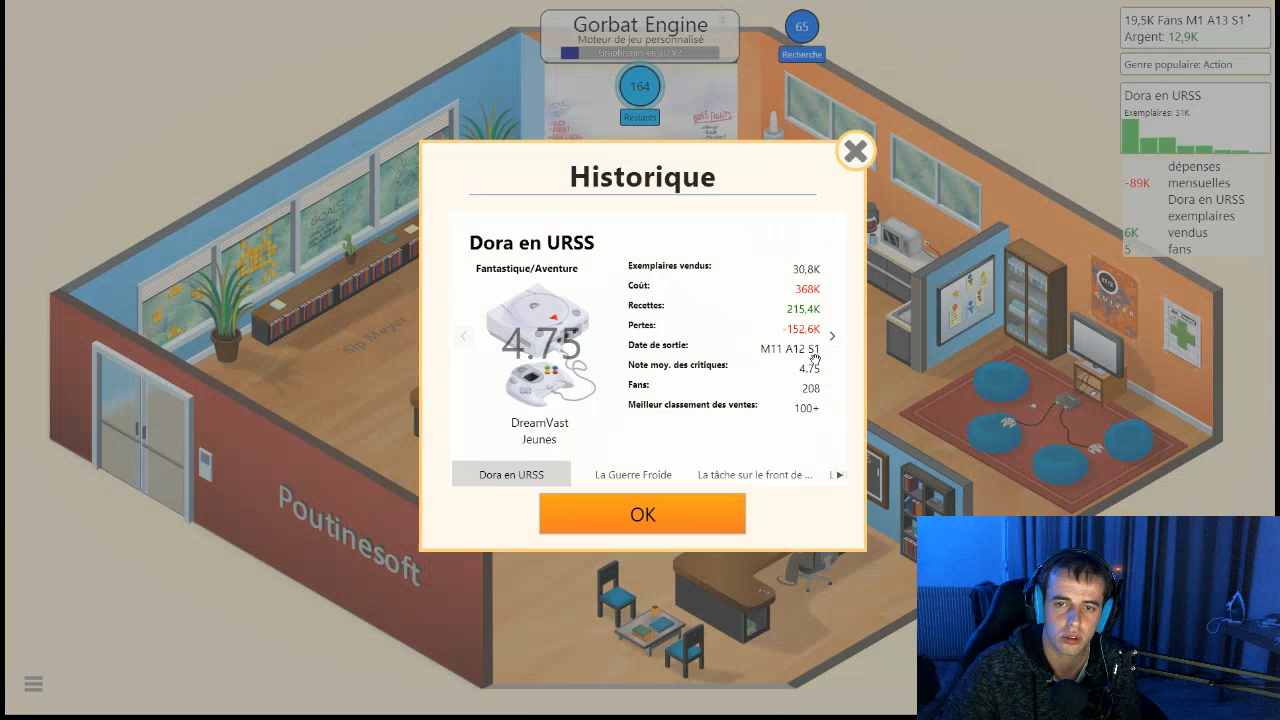 Gorbat Engine
Moteur de jeu personnalisé
Graphismes en 3D V2
65
Recherche
164
Restants
19,5K Fans M1 A13 S1
Argent: 12,9K
Genre populaire: Action
Dora en URSS
Exemplaires: 31K
dépenses
-89K mensuelles
Dora en URSS
exemplaires
6K vendus
5 fans
BOSS FIGHTS
GOALS
Sip Meyer
Poutinesoft
Historique
Dora en URSS
Fantastique/Aventure
4.75
DreamVast
Jeunes
Exemplaires vendus: 30,8K
Coût: 368K
Recettes: 215,4K
Pertes: -152,6K
Date de sortie: M11 A12 S1
Note moy. des critiques: 4.75
Fans: 208
Meilleur classement des ventes: 100+
Dora en URSS
La Guerre Froide
La tâche sur le front de ...
OK